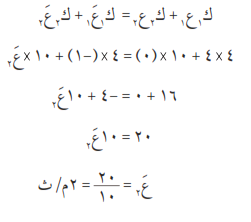 ك١ع١ + ك٢ع٢ = ك١عَ١ + ك٢عَ٢
٤ × ٤ + ١٠ × (٠) = ٤ × (−١) + ١٠ × عَ٢
١٦ + ٠ = −٤ + ١٠عَ٢
٢٠ = ١٠عَ٢
عَ٢ = ٢٠/١٠ = ٢م/ث